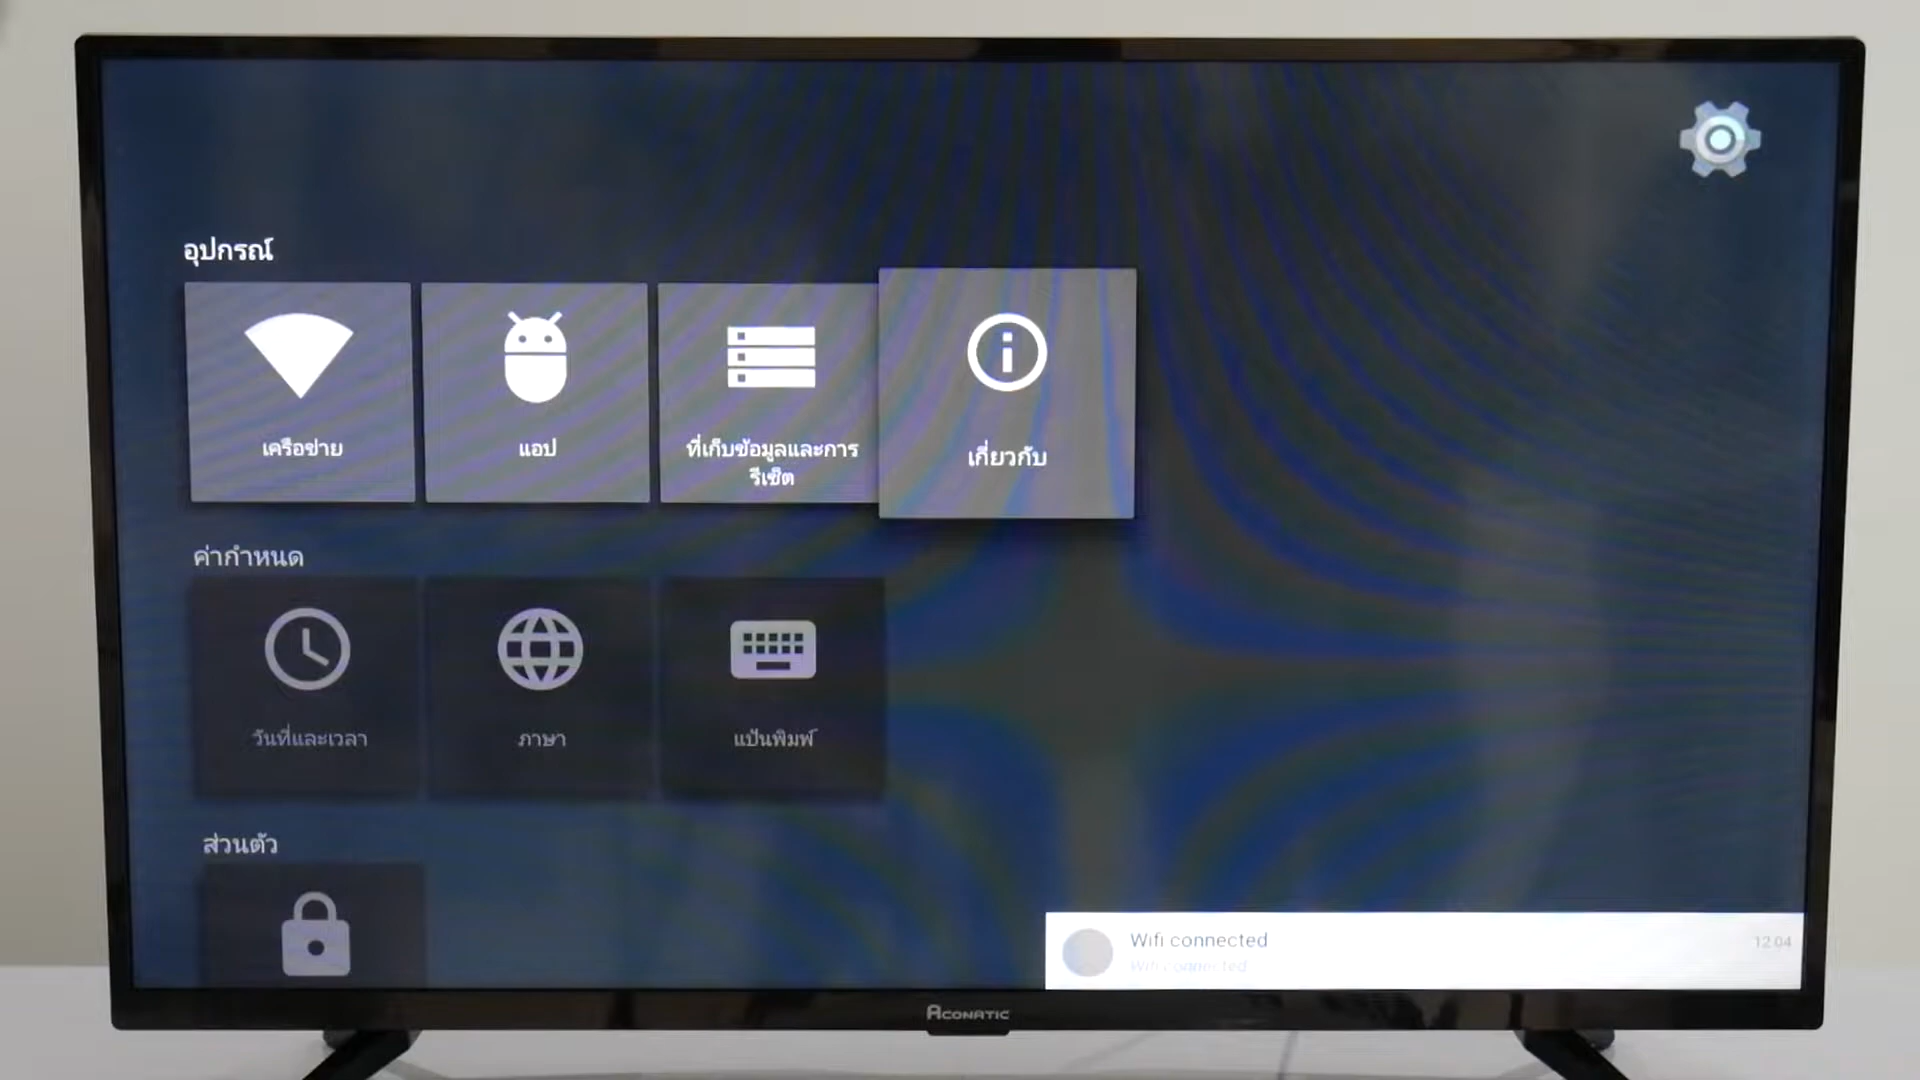 อุปกรณ์
เครือข่าย
แอป
ที่เก็บข้อมูลและการ
รีเซ็ต
เกี่ยวกับ
ค่ากำหนด
วันที่และเวลา
ภาษา
แป้นพิมพ์
ส่วนตัว
Wifi connected
12:04
Wifi connected
ACONATIC